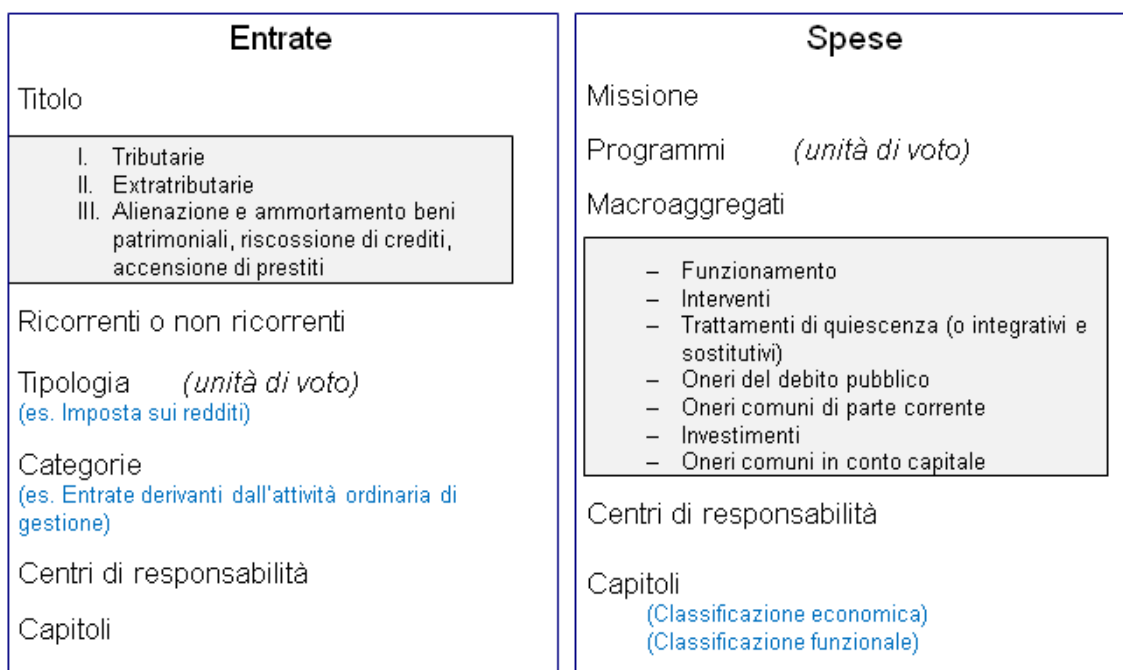 Entrate
Titolo
I. Tributarie
II. Extratributarie
III. Alienazione e ammortamento beni
patrimoniali, riscossione di crediti,
accensione di prestiti
Ricorrenti o non ricorrenti
Tipologia (unità di voto)
(es. Imposta sui redditi)
Categorie
(es. Entrate derivanti dall'attività ordinaria di
gestione)
Centri di responsabilità
Capitoli
Spese
Missione
Programmi (unità di voto)
Macroaggregati
– Funzionamento
– Interventi
– Trattamenti di quiescenza (o integrativi e
sostitutivi)
– Oneri del debito pubblico
– Oneri comuni di parte corrente
– Investimenti
– Oneri comuni in conto capitale
Centri di responsabilità
Capitoli
(Classificazione economica)
(Classificazione funzionale)